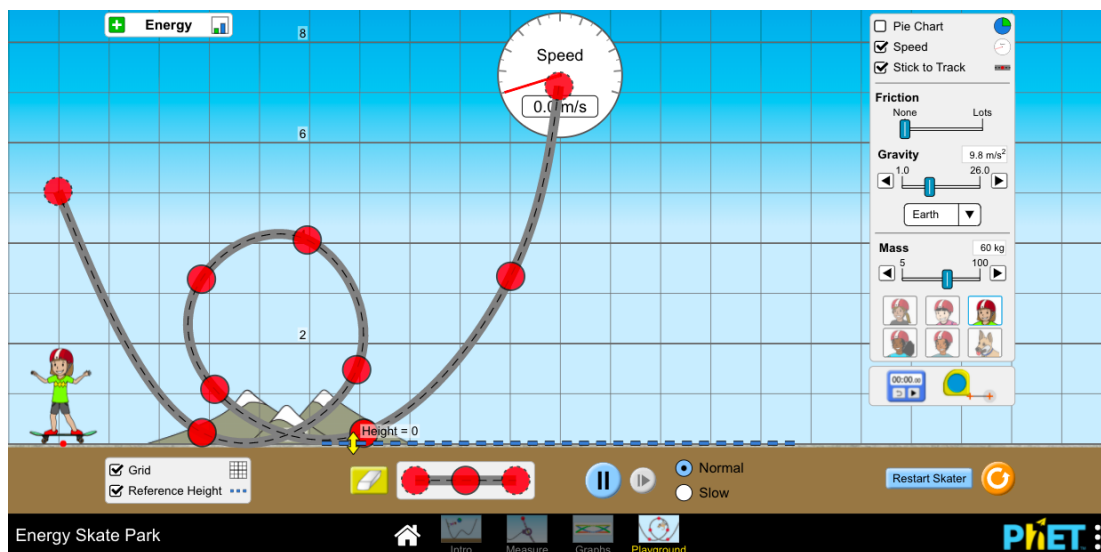 Energy
8
Speed
0.0 m/s
6
2
Height = 0
Pie Chart
Speed
Stick to Track
Friction
None Lots
Gravity 9.8 m/s²
1.0 26.0
Earth
Mass 60 kg
5 100
00:00.00
Grid
Reference Height
Normal
Slow
Restart Skater
Energy Skate Park
Intro Measure Graphs Playground
PhET